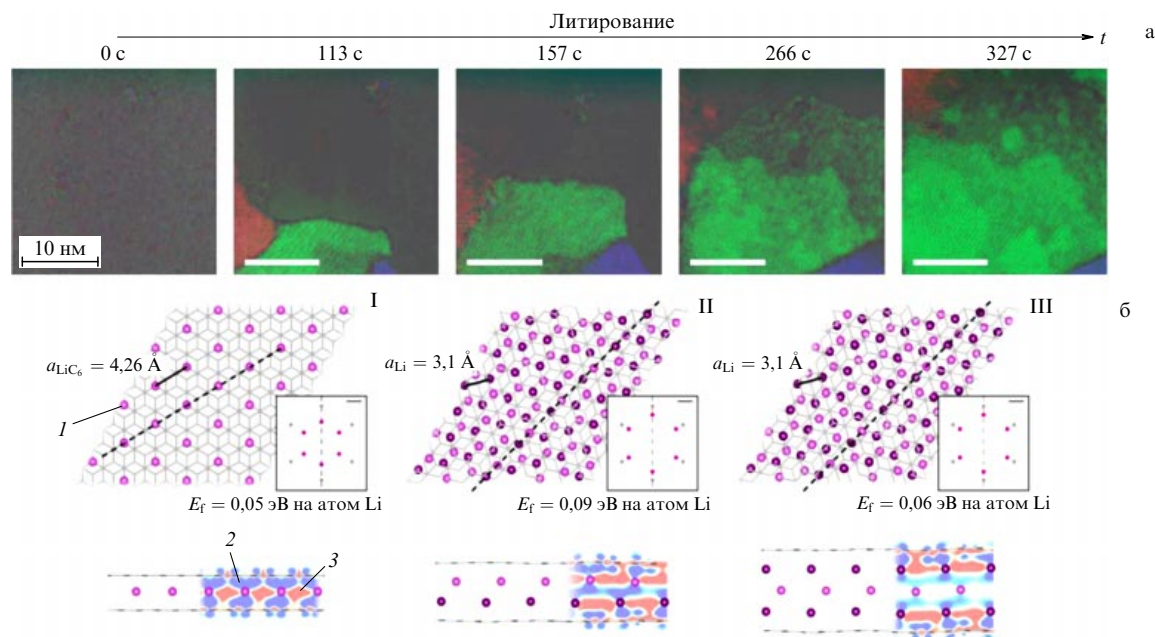 Литирование
t
а
0 с
113 с
157 с
266 с
327 с
10 нм
I
II
III
б
a_LiC₆ = 4,26 Å
a_Li = 3,1 Å
a_Li = 3,1 Å
1
E_f = 0,05 эВ на атом Li
E_f = 0,09 эВ на атом Li
E_f = 0,06 эВ на атом Li
2
3